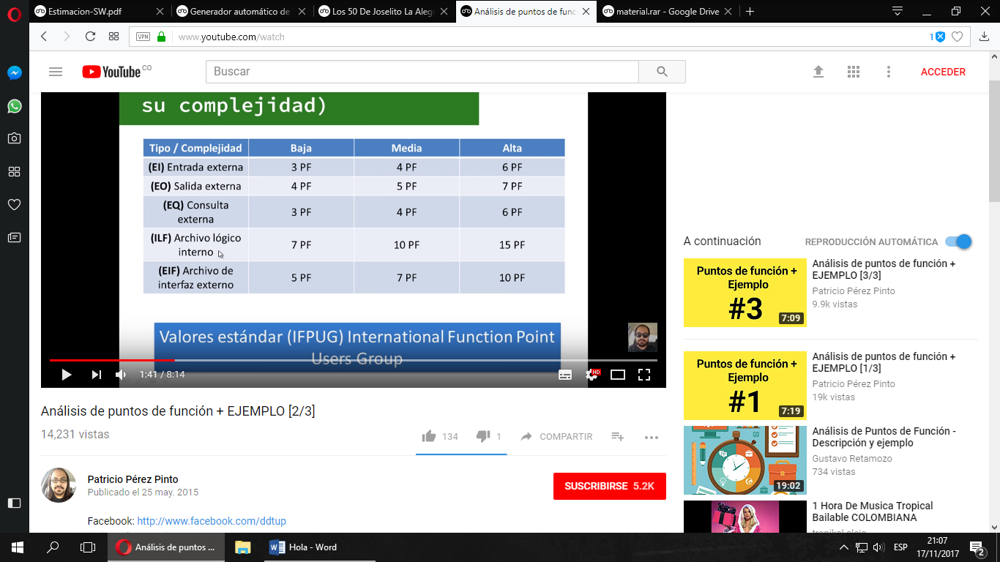 Estimacion-SW.pdf
Generador automático de
Los 50 De Joselito La Aleg
Análisis de puntos de func
material.rar - Google Drive
VPN
www.youtube.com/watch
1
YouTube CO
Buscar
ACCEDER
su complejidad)
Tipo / Complejidad Baja Media Alta
(EI) Entrada externa 3 PF 4 PF 6 PF
(EO) Salida externa 4 PF 5 PF 7 PF
(EQ) Consulta
externa 3 PF 4 PF 6 PF
(ILF) Archivo lógico
interno 7 PF 10 PF 15 PF
(EIF) Archivo de
interfaz externo 5 PF 7 PF 10 PF
Valores estándar (IFPUG) International Function Point
Users Group
1:41 / 8:14
HD
Análisis de puntos de función + EJEMPLO [2/3]
14,231 vistas
134
1
COMPARTIR
Patricio Pérez Pinto
Publicado el 25 may. 2015
SUSCRIBIRSE 5.2K
Facebook: http://www.facebook.com/ddtup
A continuación
REPRODUCCIÓN AUTOMÁTICA
Puntos de función +
Ejemplo
#3
7:09
Análisis de puntos de función +
EJEMPLO [3/3]
Patricio Pérez Pinto
9.9k vistas
Puntos de función +
Ejemplo
#1
7:19
Análisis de puntos de función +
EJEMPLO [1/3]
Patricio Pérez Pinto
19k vistas
19:02
Análisis de Puntos de Función -
Descripción y ejemplo
Gustavo Retamozo
734 vistas
1 Hora De Musica Tropical
Bailable COLOMBIANA
Análisis de puntos ...
Hola - Word
ESP
21:07
17/11/2017
2